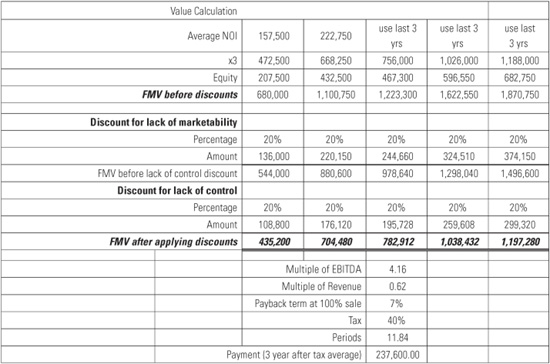 Value Calculation
Average NOI 157,500 222,750 use last 3 yrs use last 3 yrs use last 3 yrs
x3 472,500 668,250 756,000 1,026,000 1,188,000
Equity 207,500 432,500 467,300 596,550 682,750
FMV before discounts 680,000 1,100,750 1,223,300 1,622,550 1,870,750
Discount for lack of marketability
Percentage 20% 20% 20% 20% 20%
Amount 136,000 220,150 244,660 324,510 374,150
FMV before lack of control discount 544,000 880,600 978,640 1,298,040 1,496,600
Discount for lack of control
Percentage 20% 20% 20% 20% 20%
Amount 108,800 176,120 195,728 259,608 299,320
FMV after applying discounts 435,200 704,480 782,912 1,038,432 1,197,280
Multiple of EBITDA 4.16
Multiple of Revenue 0.62
Payback term at 100% sale 7%
Tax 40%
Periods 11.84
Payment (3 year after tax average) 237,600.00